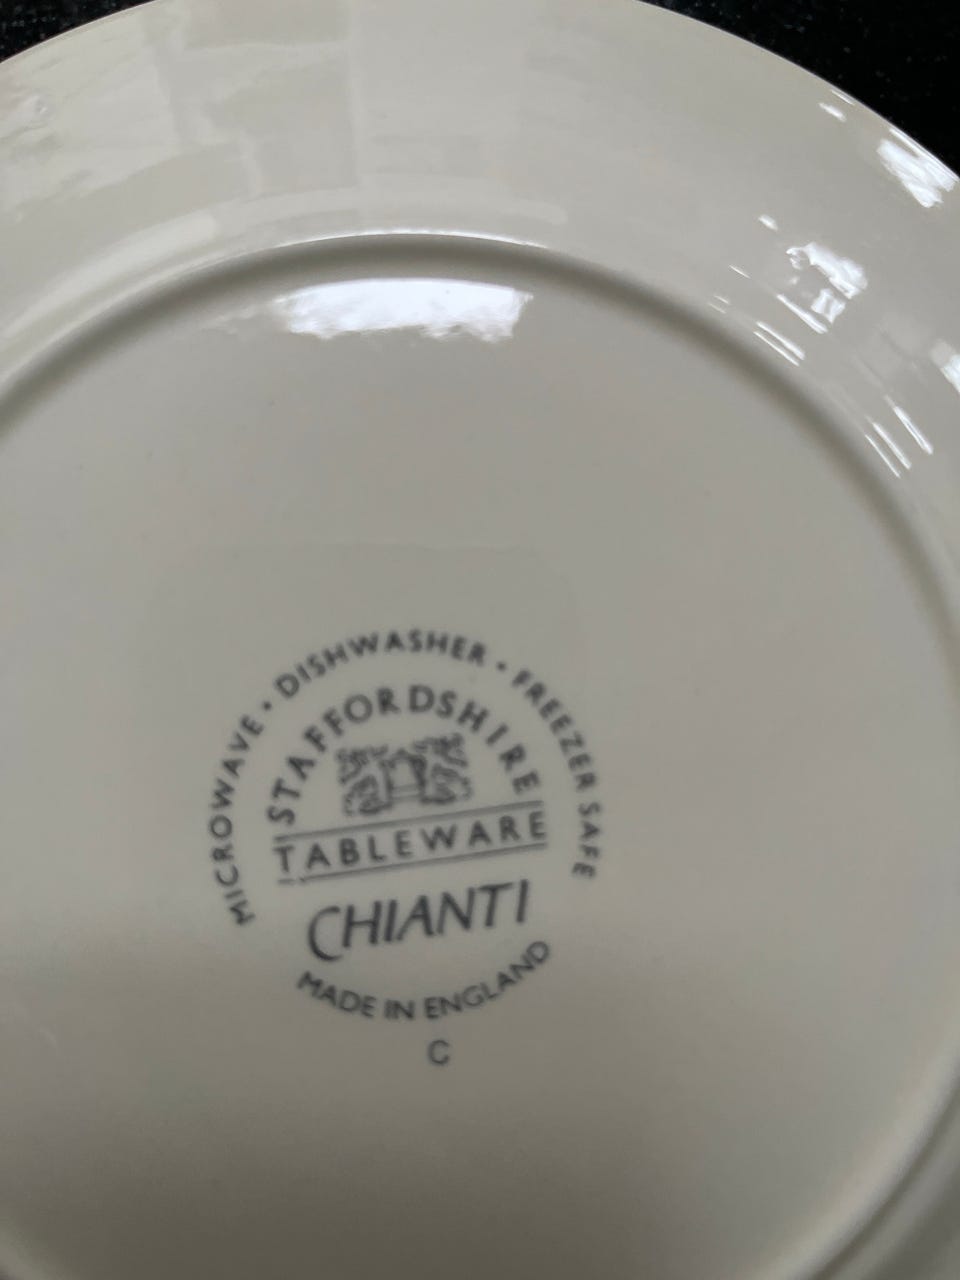 MICROWAVE • DISHWASHER • FREEZER SAFE
STAFFORDSHIRE
TABLEWARE
CHIANTI
MADE IN ENGLAND
C